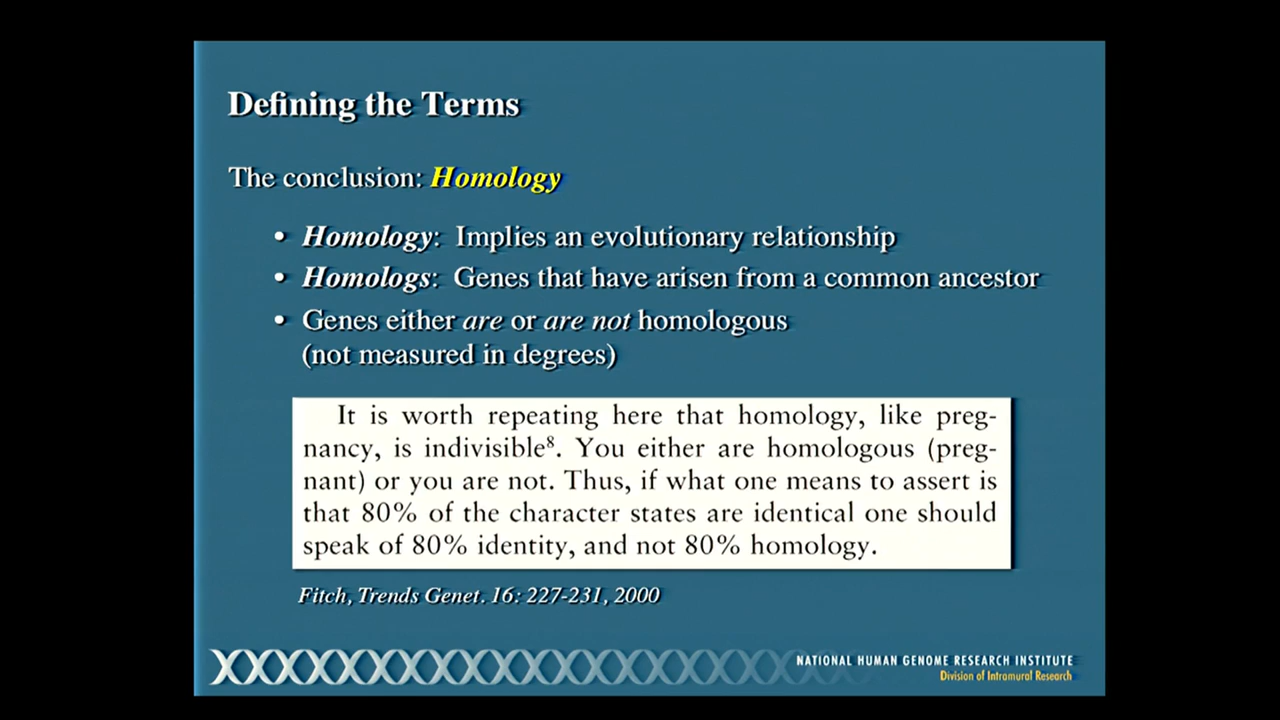 Defining the Terms
The conclusion: Homology
• Homology: Implies an evolutionary relationship
• Homologs: Genes that have arisen from a common ancestor
• Genes either are or are not homologous
(not measured in degrees)
It is worth repeating here that homology, like preg-
nancy, is indivisible⁸. You either are homologous (preg-
nant) or you are not. Thus, if what one means to assert is
that 80% of the character states are identical one should
speak of 80% identity, and not 80% homology.
Fitch, Trends Genet. 16: 227-231, 2000
NATIONAL HUMAN GENOME RESEARCH INSTITUTE
Division of Intramural Research